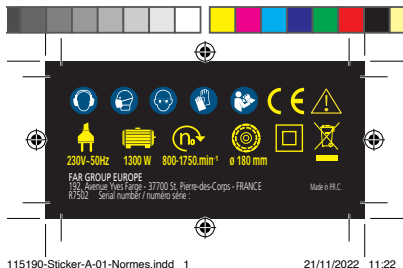 CE
n₀
230V~50Hz 1300 W 800-1750.min⁻¹ ø 180 mm
FAR GROUP EUROPE
192, Avenue Yves Farge - 37700 St. Pierre-des-Corps - FRANCE
Made in P.R.C.
R7502 Serial number / numéro série :
115190-Sticker-A-01-Normes.indd 1 21/11/2022 11:22